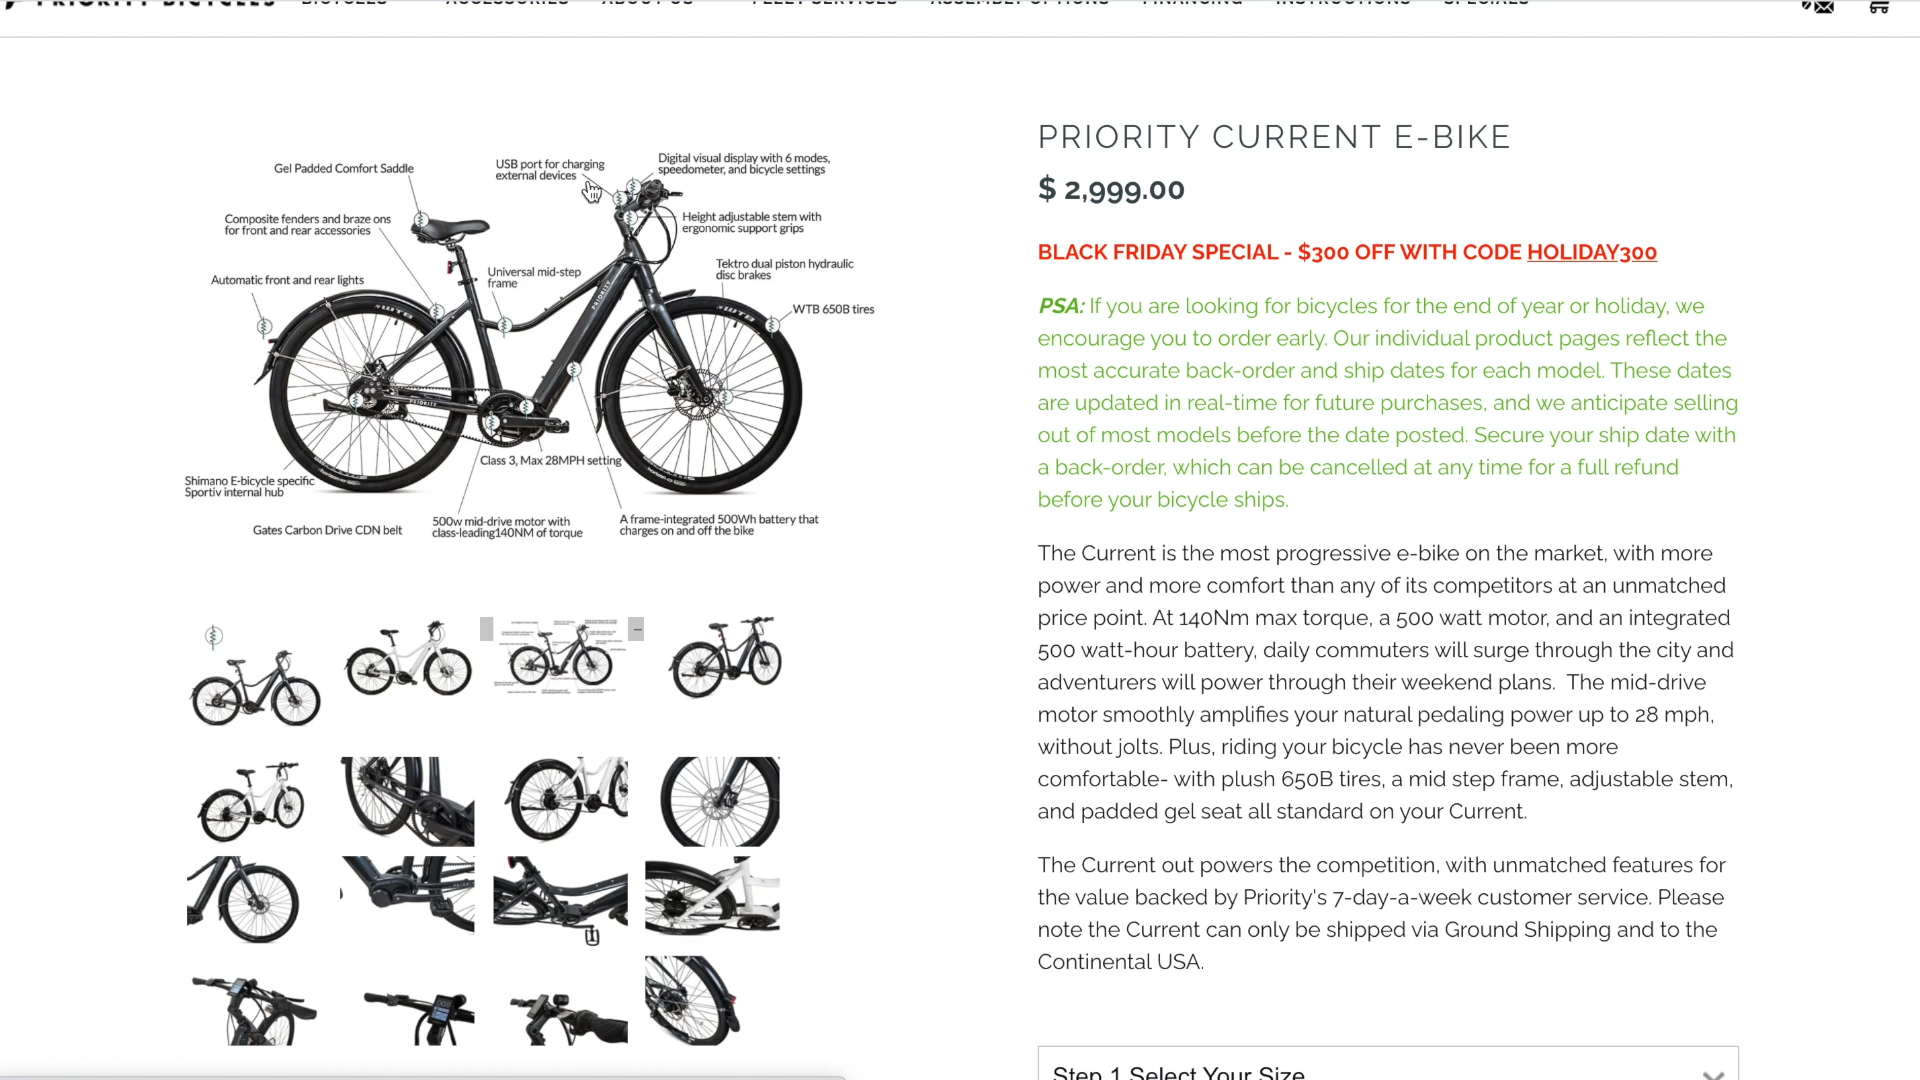 PRIORITY BICYCLES
BICYCLES ACCESSORIES ABOUT US FLEET SERVICES ASSEMBLY OPTIONS FINANCING INSTRUCTIONS SPECIALS
Gel Padded Comfort Saddle
USB port for charging
external devices
Digital visual display with 6 modes,
speedometer, and bicycle settings
Composite fenders and braze ons
for front and rear accessories
Height adjustable stem with
ergonomic support grips
Automatic front and rear lights
Universal mid-step
frame
Tektro dual piston hydraulic
disc brakes
WTB 650B tires
WTB
WTB
PRIORITY
PRIORITY
Class 3, Max 28MPH setting
Shimano E-bicycle specific
Sportiv internal hub
Gates Carbon Drive CDN belt
500w mid-drive motor with
class-leading140NM of torque
A frame-integrated 500Wh battery that
charges on and off the bike
PRIORITY CURRENT E-BIKE
$ 2,999.00
BLACK FRIDAY SPECIAL - $300 OFF WITH CODE HOLIDAY300
PSA: If you are looking for bicycles for the end of year or holiday, we
encourage you to order early. Our individual product pages reflect the
most accurate back-order and ship dates for each model. These dates
are updated in real-time for future purchases, and we anticipate selling
out of most models before the date posted. Secure your ship date with
a back-order, which can be cancelled at any time for a full refund
before your bicycle ships.
The Current is the most progressive e-bike on the market, with more
power and more comfort than any of its competitors at an unmatched
price point. At 140Nm max torque, a 500 watt motor, and an integrated
500 watt-hour battery, daily commuters will surge through the city and
adventurers will power through their weekend plans. The mid-drive
motor smoothly amplifies your natural pedaling power up to 28 mph,
without jolts. Plus, riding your bicycle has never been more
comfortable- with plush 650B tires, a mid step frame, adjustable stem,
and padded gel seat all standard on your Current.
The Current out powers the competition, with unmatched features for
the value backed by Priority's 7-day-a-week customer service. Please
note the Current can only be shipped via Ground Shipping and to the
Continental USA.
Step 1 Select Your Size